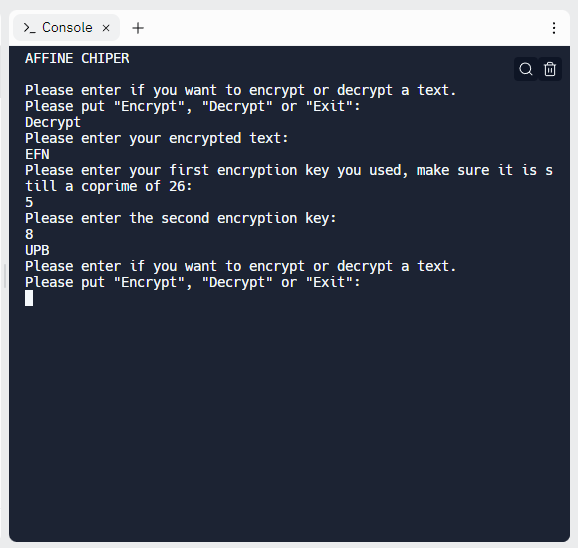 Console
AFFINE CHIPER
Please enter if you want to encrypt or decrypt a text.
Please put "Encrypt", "Decrypt" or "Exit":
Decrypt
Please enter your encrypted text:
EFN
Please enter your first encryption key you used, make sure it is s
till a coprime of 26:
5
Please enter the second encryption key:
8
UPB
Please enter if you want to encrypt or decrypt a text.
Please put "Encrypt", "Decrypt" or "Exit":